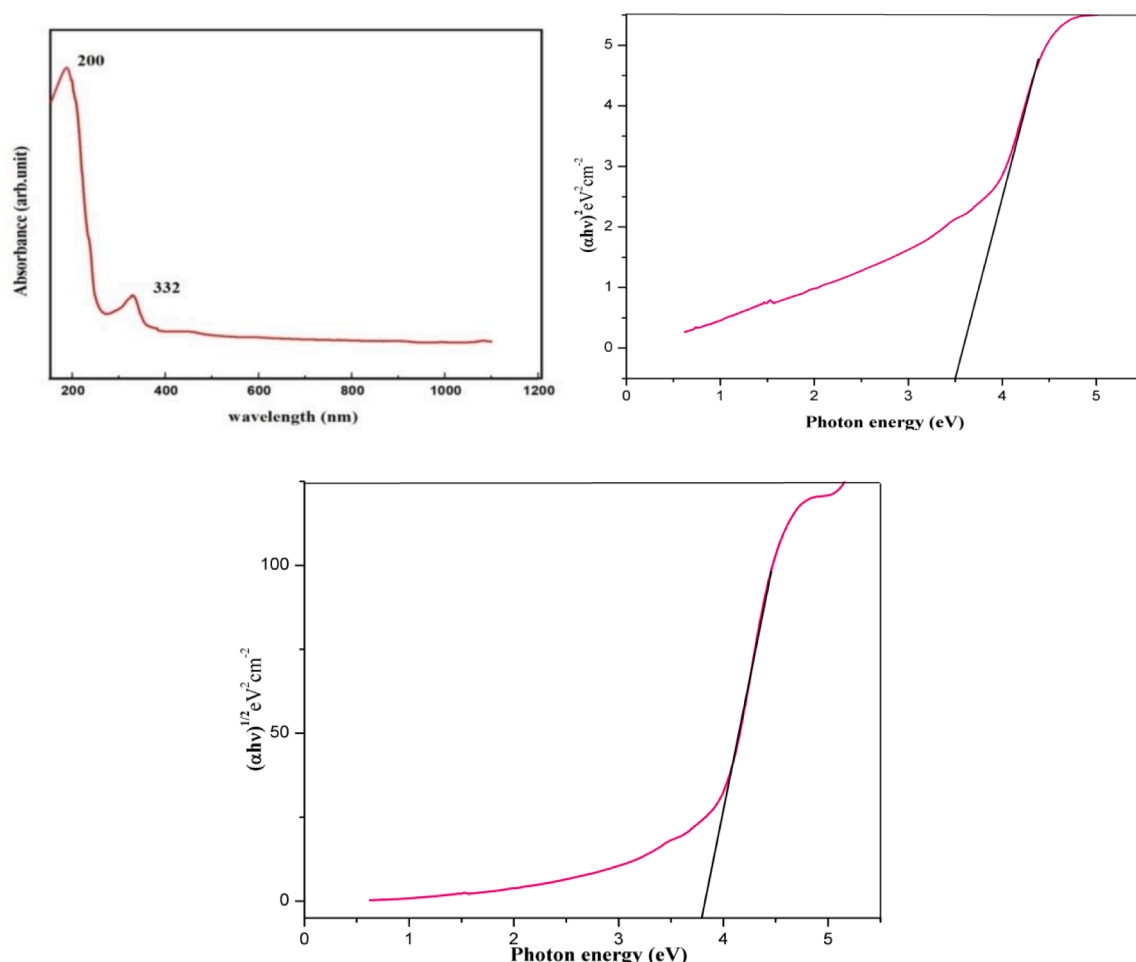 200
332
Absorbance (arb.unit)
200 400 600 800 1000 1200
wavelength (nm)
5
4
3
2
1
0
(αhν)²eV²cm⁻²
0 1 2 3 4 5
Photon energy (eV)
100
50
0
(αhν)¹ᐟ²eV²cm⁻²
0 1 2 3 4 5
Photon energy (eV)